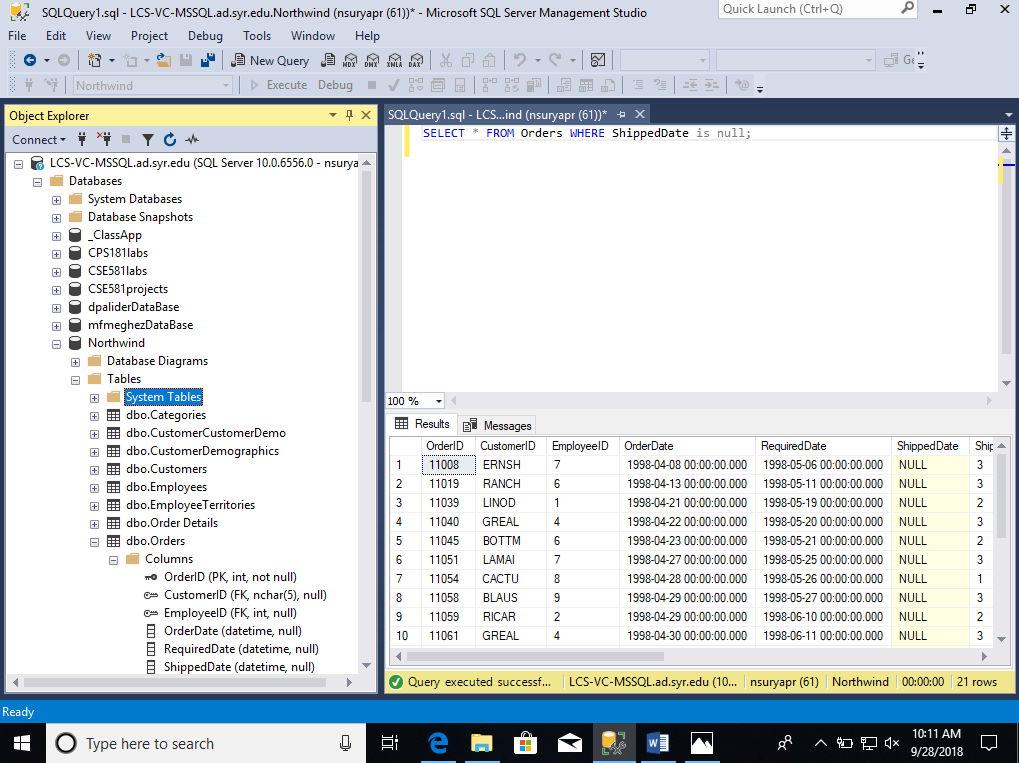 SQLQuery1.sql - LCS-VC-MSSQL.ad.syr.edu.Northwind (nsuryapr (61))* - Microsoft SQL Server Management Studio
Quick Launch (Ctrl+Q)
File Edit View Project Debug Tools Window Help
New Query MDX DMX XMLA DAX
Northwind Execute Debug
Object Explorer
Connect
LCS-VC-MSSQL.ad.syr.edu (SQL Server 10.0.6556.0 - nsurya
Databases
System Databases
Database Snapshots
_ClassApp
CPS181labs
CSE581labs
CSE581projects
dpaliderDataBase
mfmeghezDataBase
Northwind
Database Diagrams
Tables
System Tables
dbo.Categories
dbo.CustomerCustomerDemo
dbo.CustomerDemographics
dbo.Customers
dbo.Employees
dbo.EmployeeTerritories
dbo.Order Details
dbo.Orders
Columns
OrderID (PK, int, not null)
CustomerID (FK, nchar(5), null)
EmployeeID (FK, int, null)
OrderDate (datetime, null)
RequiredDate (datetime, null)
ShippedDate (datetime, null)
SQLQuery1.sql - LCS...ind (nsuryapr (61))*
SELECT * FROM Orders WHERE ShippedDate is null;
100 %
Results Messages
OrderID CustomerID EmployeeID OrderDate RequiredDate ShippedDate Ship
1 11008 ERNSH 7 1998-04-08 00:00:00.000 1998-05-06 00:00:00.000 NULL 3
2 11019 RANCH 6 1998-04-13 00:00:00.000 1998-05-11 00:00:00.000 NULL 3
3 11039 LINOD 1 1998-04-21 00:00:00.000 1998-05-19 00:00:00.000 NULL 2
4 11040 GREAL 4 1998-04-22 00:00:00.000 1998-05-20 00:00:00.000 NULL 3
5 11045 BOTTM 6 1998-04-23 00:00:00.000 1998-05-21 00:00:00.000 NULL 2
6 11051 LAMAI 7 1998-04-27 00:00:00.000 1998-05-25 00:00:00.000 NULL 3
7 11054 CACTU 8 1998-04-28 00:00:00.000 1998-05-26 00:00:00.000 NULL 1
8 11058 BLAUS 9 1998-04-29 00:00:00.000 1998-05-27 00:00:00.000 NULL 3
9 11059 RICAR 2 1998-04-29 00:00:00.000 1998-06-10 00:00:00.000 NULL 2
10 11061 GREAL 4 1998-04-30 00:00:00.000 1998-06-11 00:00:00.000 NULL 3
Query executed successf... LCS-VC-MSSQL.ad.syr.edu (10... nsuryapr (61) Northwind 00:00:00 21 rows
Ready
Type here to search
10:11 AM
9/28/2018